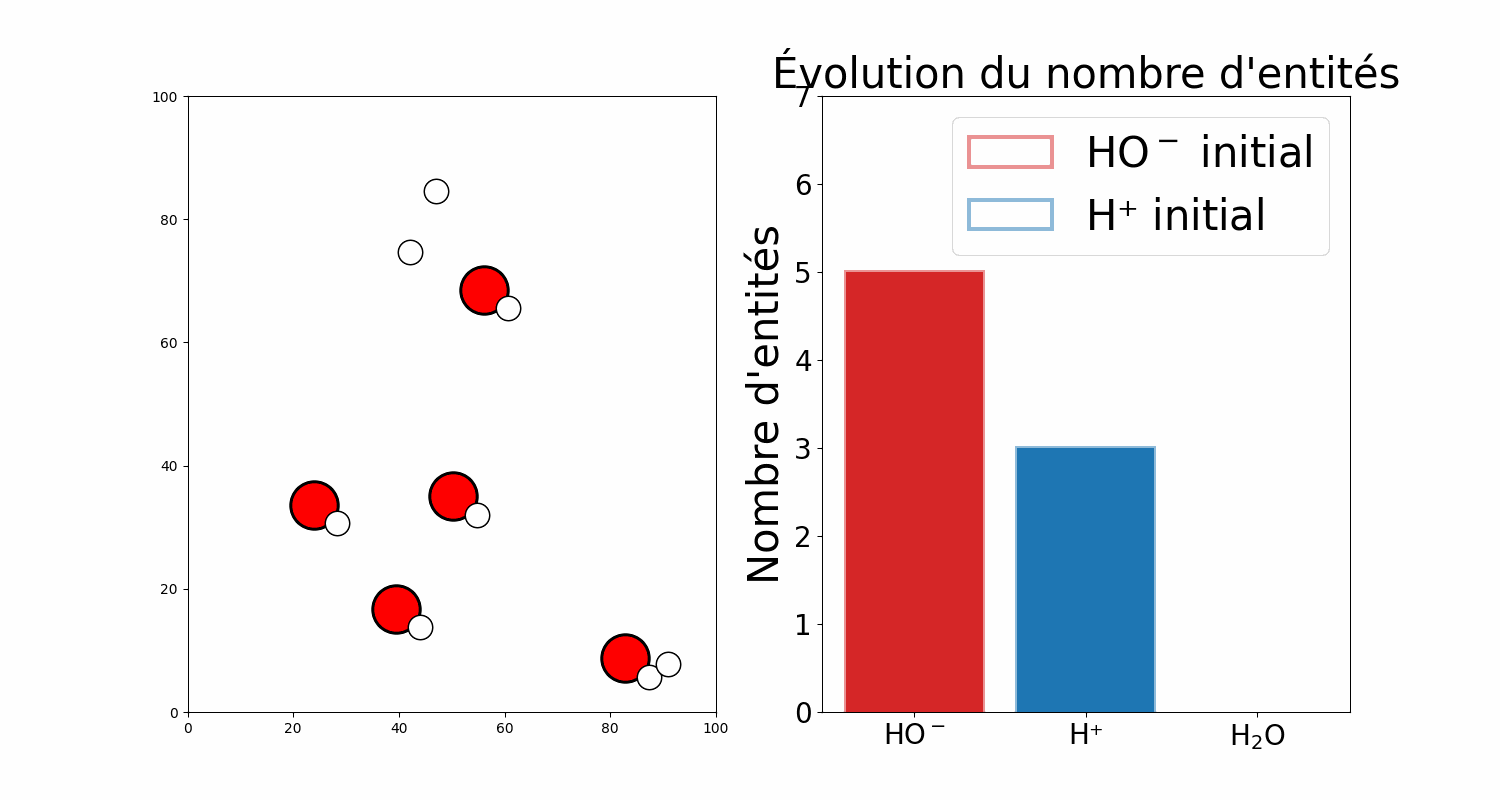 100
80
60
40
20
0
0 20 40 60 80 100
Évolution du nombre d'entités
Nombre d'entités
7
6
5
4
3
2
1
0
HO⁻ initial
H⁺ initial
HO⁻ H⁺ H₂O